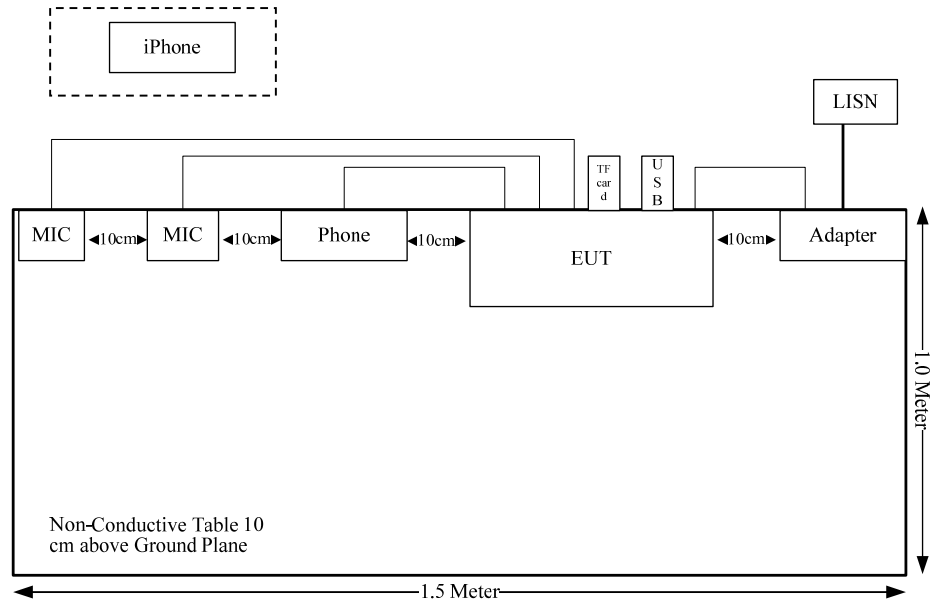 iPhone
LISN
TF
car
d
U
S
B
MIC
10cm
MIC
10cm
Phone
10cm
EUT
10cm
Adapter
1.0 Meter
Non-Conductive Table 10
cm above Ground Plane
1.5 Meter